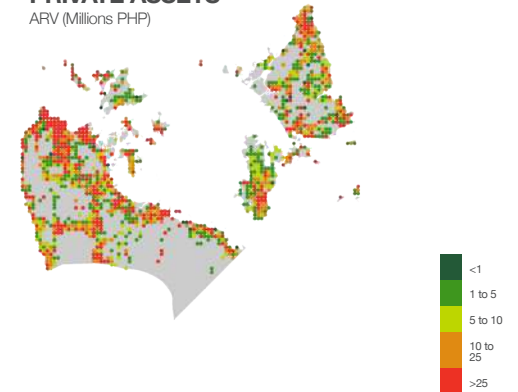 PRIVATE ASSETS
ARV (Millions PHP)
<1
1 to 5
5 to 10
10 to
25
>25